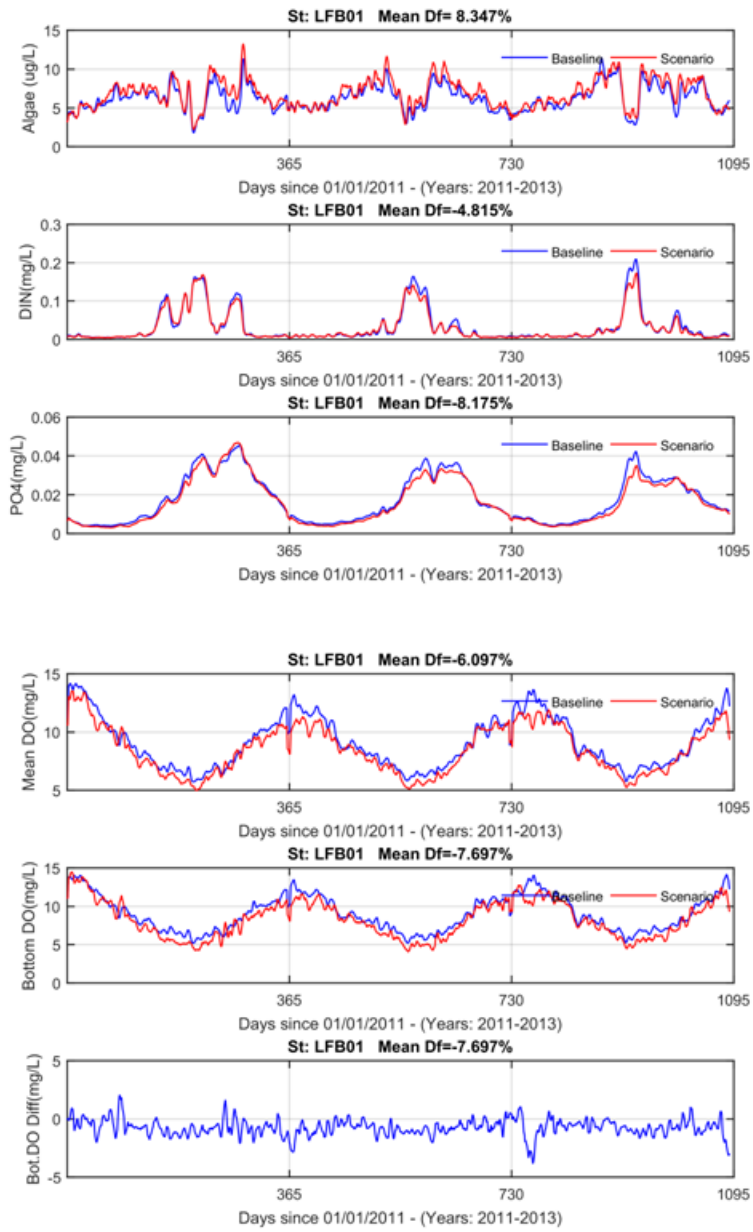 St: LFB01 Mean Df= 8.347%
15
10
5
0
Algae (ug/L)
Baseline
Scenario
365
730
1095
Days since 01/01/2011 - (Years: 2011-2013)
St: LFB01 Mean Df=-4.815%
0.3
0.2
0.1
0
DIN(mg/L)
Baseline
Scenario
365
730
1095
Days since 01/01/2011 - (Years: 2011-2013)
St: LFB01 Mean Df=-8.175%
0.06
0.04
0.02
0
PO4(mg/L)
Baseline
Scenario
365
730
1095
Days since 01/01/2011 - (Years: 2011-2013)
St: LFB01 Mean Df=-6.097%
15
10
5
Mean DO(mg/L)
Baseline
Scenario
365
730
1095
Days since 01/01/2011 - (Years: 2011-2013)
St: LFB01 Mean Df=-7.697%
15
10
5
0
Bottom DO(mg/L)
Baseline
Scenario
365
730
1095
Days since 01/01/2011 - (Years: 2011-2013)
St: LFB01 Mean Df=-7.697%
5
0
-5
Bot.DO Diff(mg/L)
365
730
1095
Days since 01/01/2011 - (Years: 2011-2013)